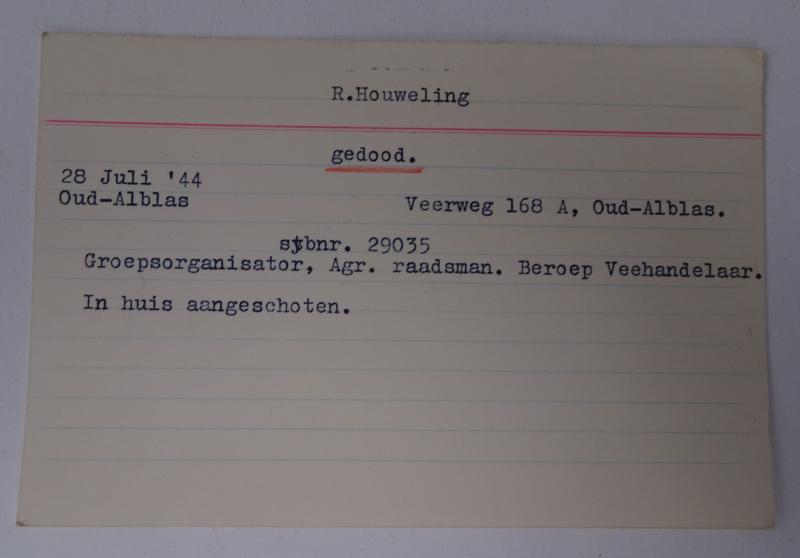 R.Houweling
gedood.
28 Juli '44
Oud-Alblas
Veerweg 168 A, Oud-Alblas.
stbnr. 29035
Groepsorganisator, Agr. raadsman. Beroep Veehandelaar.
In huis aangeschoten.